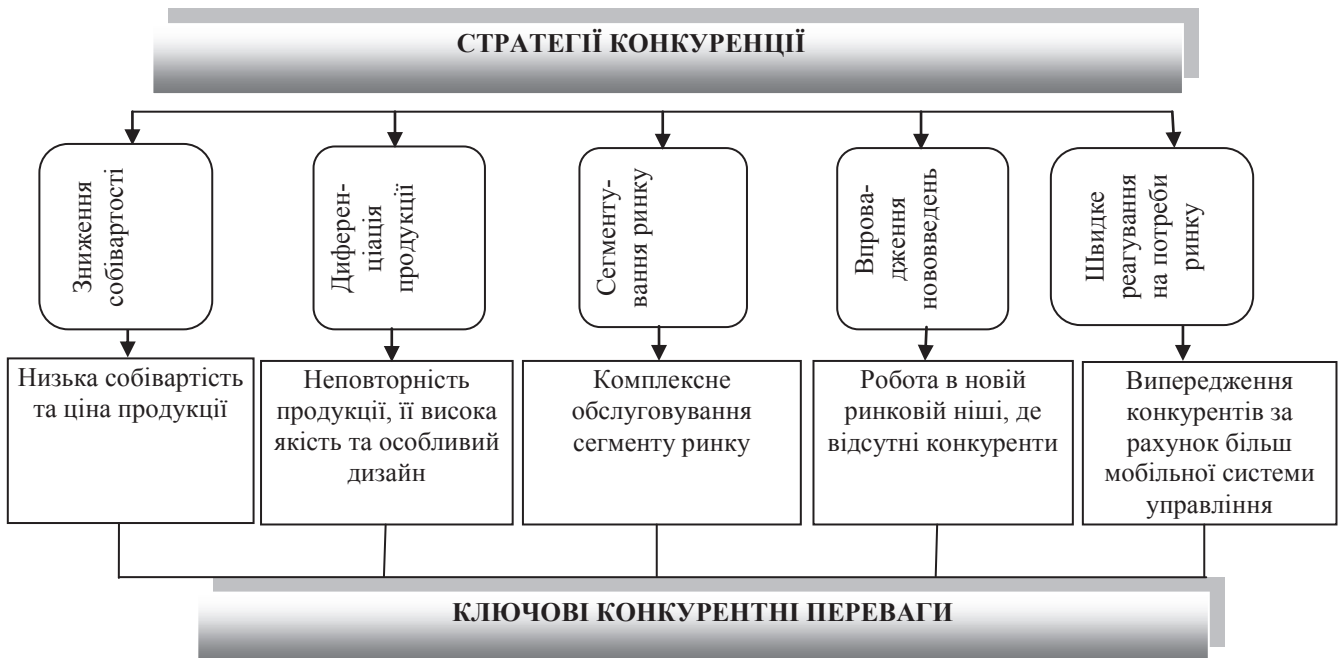 СТРАТЕГІЇ КОНКУРЕНЦІЇ
Зниження
собівартості
Диферен-
ціація
продукції
Сегменту-
вання ринку
Впрова-
дження
нововведень
Швидке
реагування
на потреби
ринку
Низька собівартість
та ціна продукції
Неповторність
продукції, її висока
якість та особливий
дизайн
Комплексне
обслуговування
сегменту ринку
Робота в новій
ринковій ніші, де
відсутні конкуренти
Випередження
конкурентів за
рахунок більш
мобільної системи
управління
КЛЮЧОВІ КОНКУРЕНТНІ ПЕРЕВАГИ